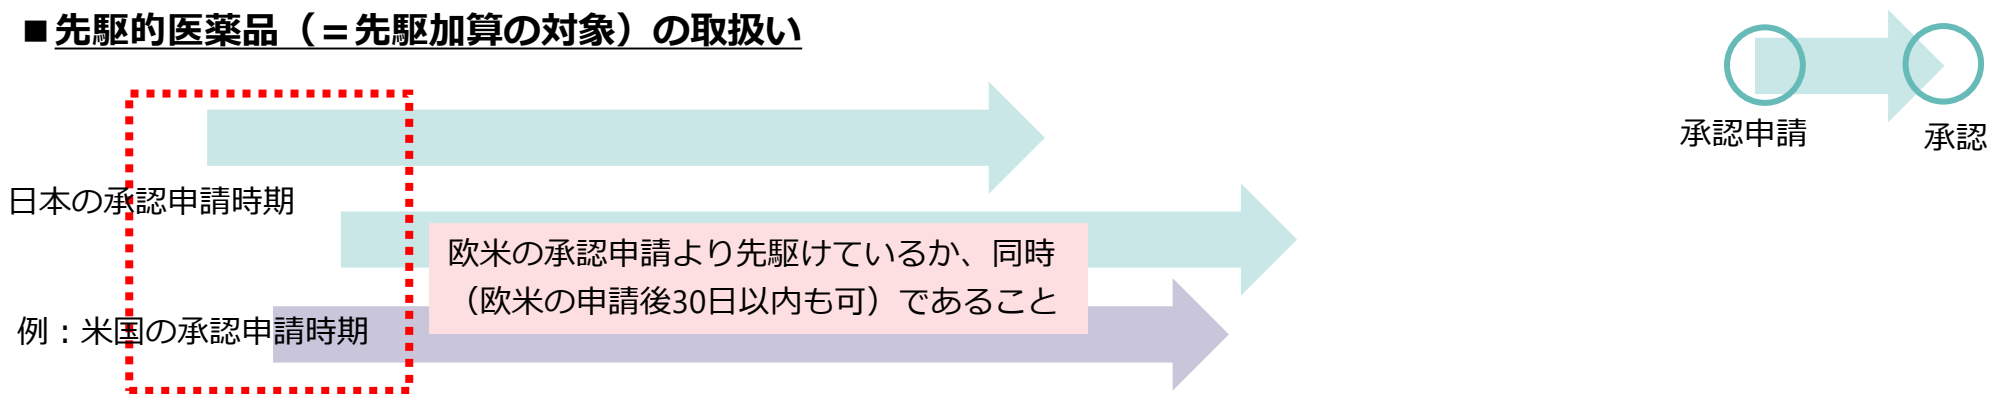 ■先駆的医薬品（＝先駆加算の対象）の取扱い
承認申請
承認
日本の承認申請時期
欧米の承認申請より先駆けているか、同時
（欧米の申請後30日以内も可）であること
例：米国の承認申請時期